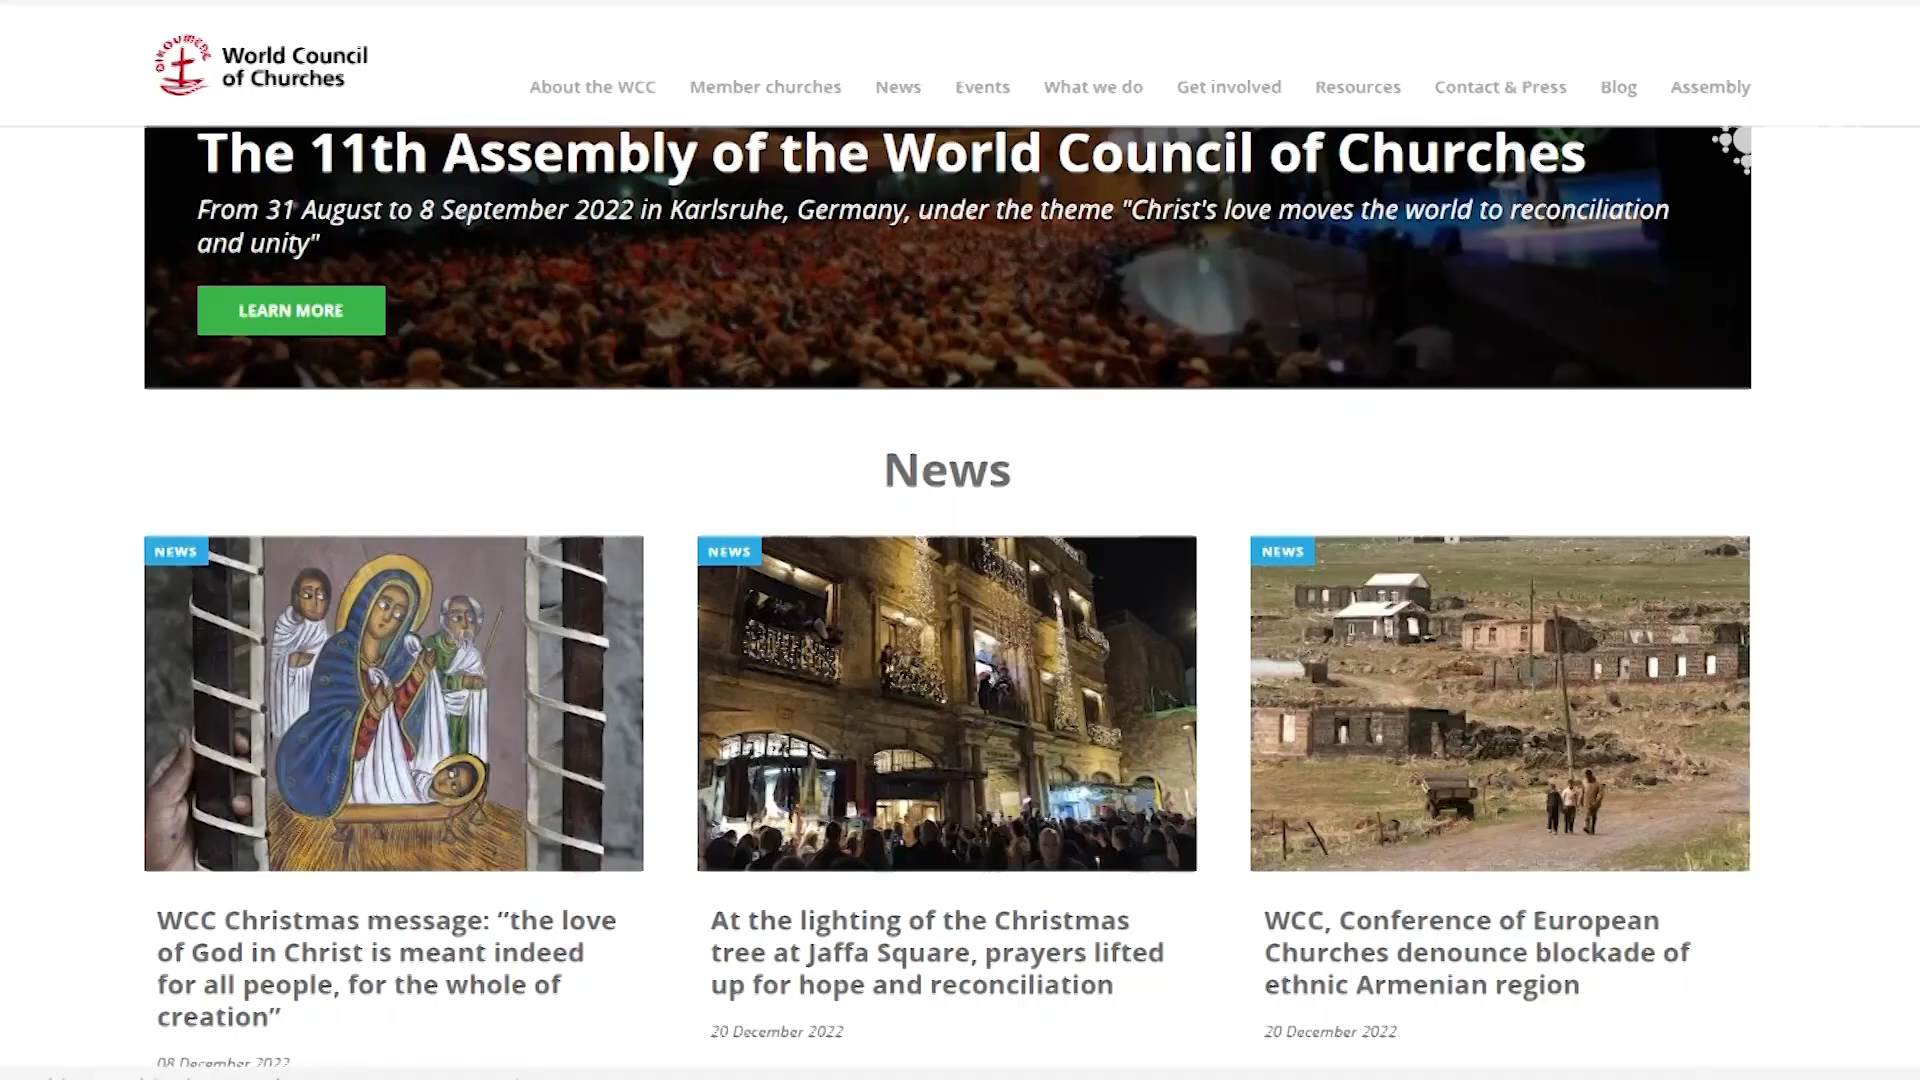 OIKOUMENE
World Council
of Churches
About the WCC Member churches News Events What we do Get involved Resources Contact & Press Blog Assembly
The 11th Assembly of the World Council of Churches
From 31 August to 8 September 2022 in Karlsruhe, Germany, under the theme "Christ's love moves the world to reconciliation
and unity"
LEARN MORE
News
NEWS
WCC Christmas message: “the love
of God in Christ is meant indeed
for all people, for the whole of
creation”
08 December 2022
NEWS
At the lighting of the Christmas
tree at Jaffa Square, prayers lifted
up for hope and reconciliation
20 December 2022
NEWS
WCC, Conference of European
Churches denounce blockade of
ethnic Armenian region
20 December 2022